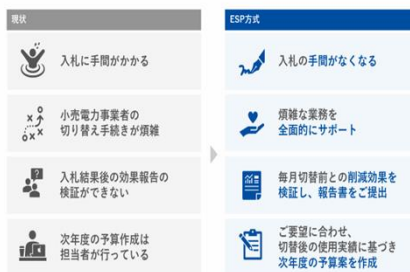 現状
入札に手間がかかる
小売電力事業者の
切り替え手続きが煩雑
入札結果後の効果報告の
検証ができない
次年度の予算作成は
担当者が行っている
ESP方式
入札の手間がなくなる
煩雑な業務を
全面的にサポート
毎月切替前との削減効果を
検証し、報告書をご提出
ご要望に合わせ、
切替後の使用実績に基づき
次年度の予算案を作成